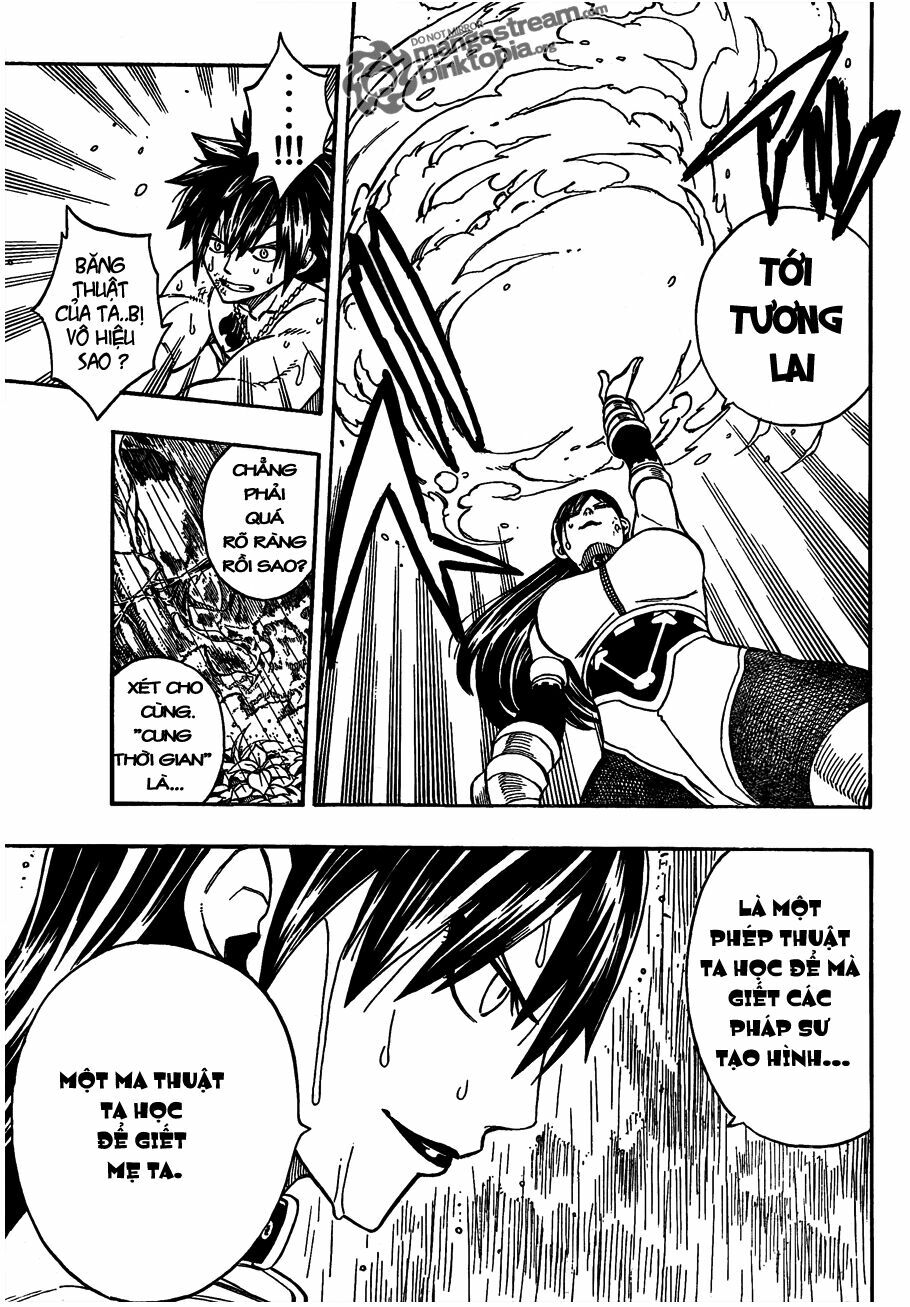 DO NOT MIRROR
mangastream.com
binktopia.org
TỚI
TƯƠNG
LAI
!!!
BĂNG
THUẬT
CỦA TA..BỊ
VÔ HIỆU
SAO ?
CHẲNG
PHẢI
QUÁ
RÕ RÀNG
RỒI SAO?
XÉT CHO
CÙNG.
"CUNG
THỜI GIAN"
LÀ...
LÀ MỘT
PHÉP THUẬT
TA HỌC ĐỂ MÀ
GIẾT CÁC
PHÁP SƯ
TẠO HÌNH...
MỘT MA THUẬT
TA HỌC
ĐỂ GIẾT
MẸ TA.